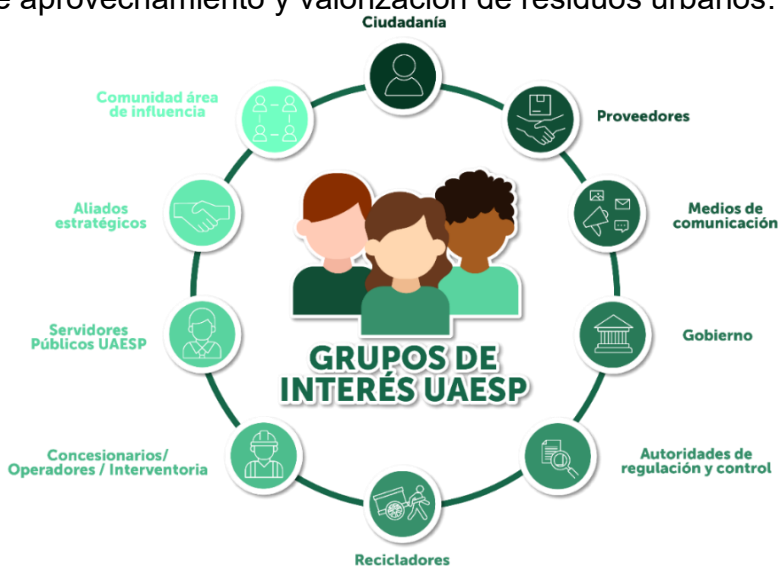 e aprovechamiento y valorización de residuos urbanos.
Ciudadanía
Proveedores
Medios de
comunicación
Gobierno
Autoridades de
regulación y control
Recicladores
Concesionarios/
Operadores / Interventoria
Servidores
Públicos UAESP
Aliados
estratégicos
Comunidad área
de influencia
GRUPOS DE
INTERÉS UAESP